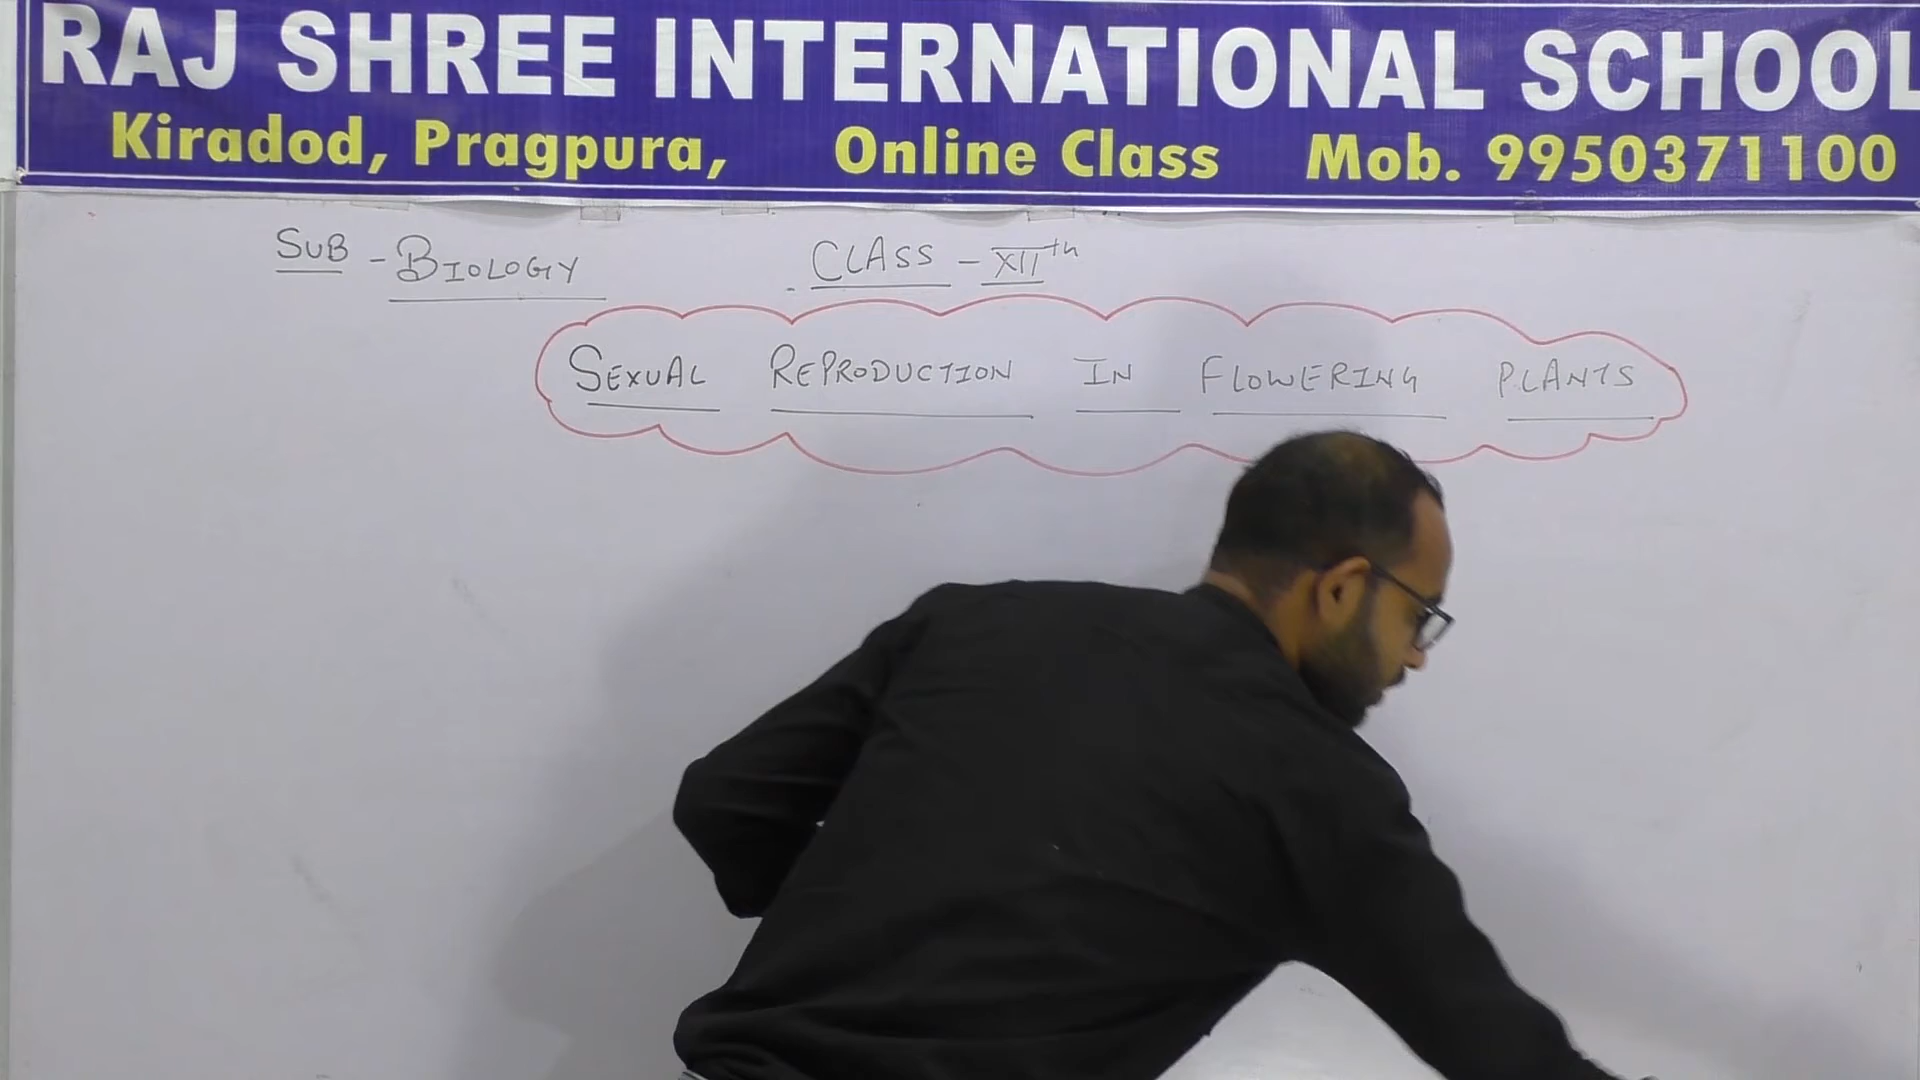 RAJ SHREE INTERNATIONAL SCHOOL
Kiradod, Pragpura, Online Class Mob. 9950371100
SUB - BIOLOGY CLASS - XIIth
SEXUAL REPRODUCTION IN FLOWERING PLANTS